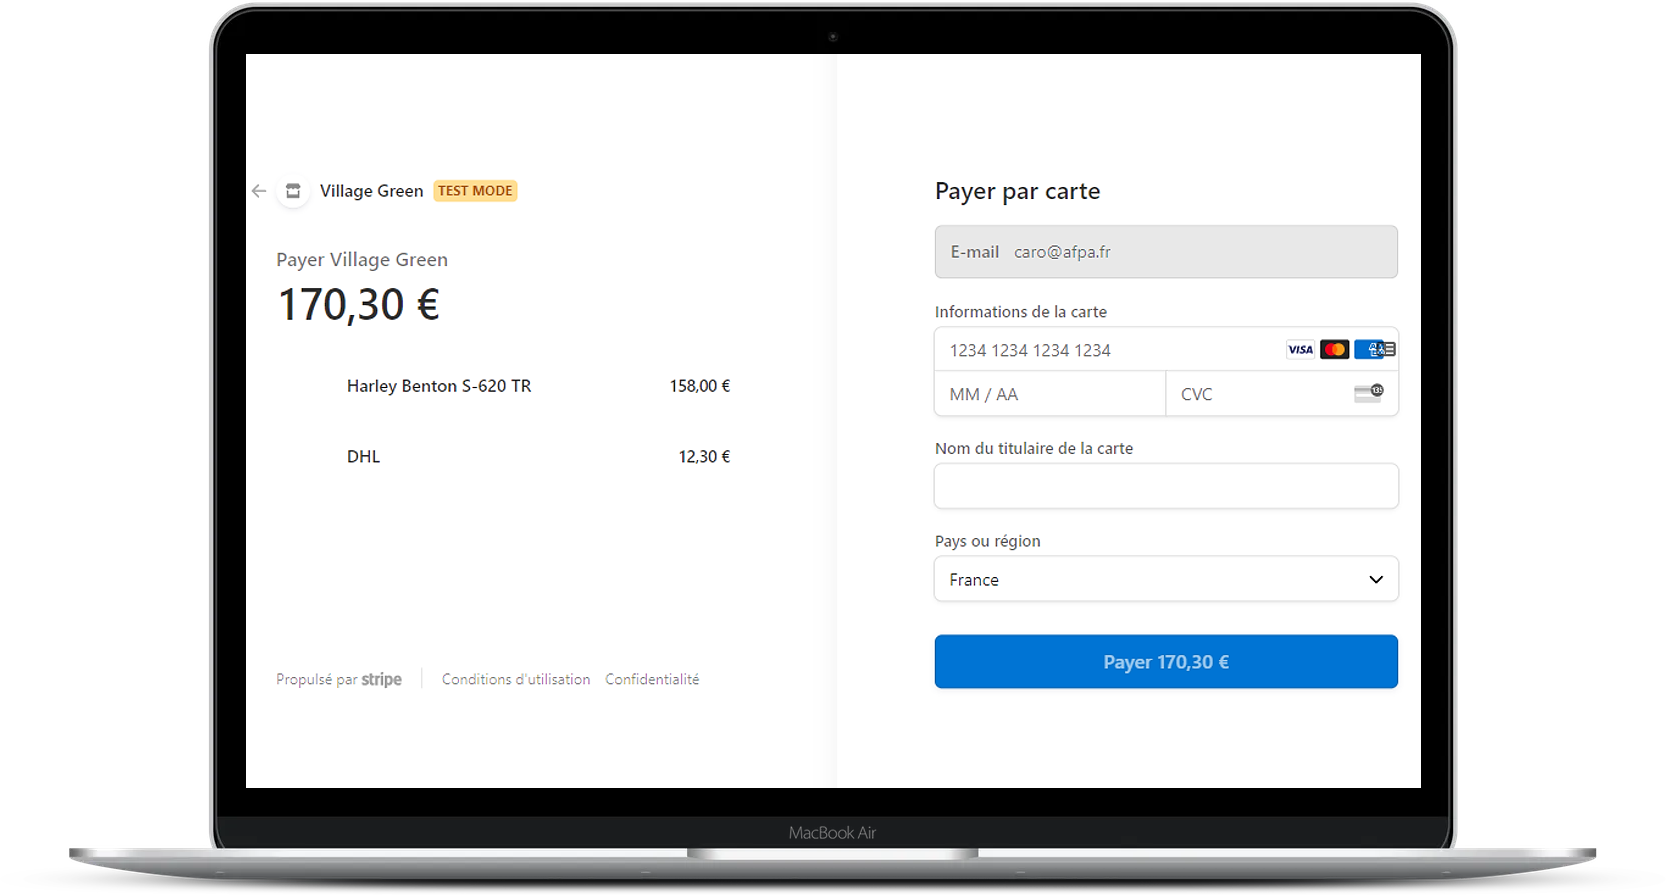 Village Green TEST MODE
Payer Village Green
170,30 €
Harley Benton S-620 TR 158,00 €
DHL 12,30 €
Propulsé par stripe Conditions d'utilisation Confidentialité
Payer par carte
E-mail caro@afpa.fr
Informations de la carte
1234 1234 1234 1234 VISA
MM / AA CVC 135
Nom du titulaire de la carte
Pays ou région
France
Payer 170,30 €
MacBook Air